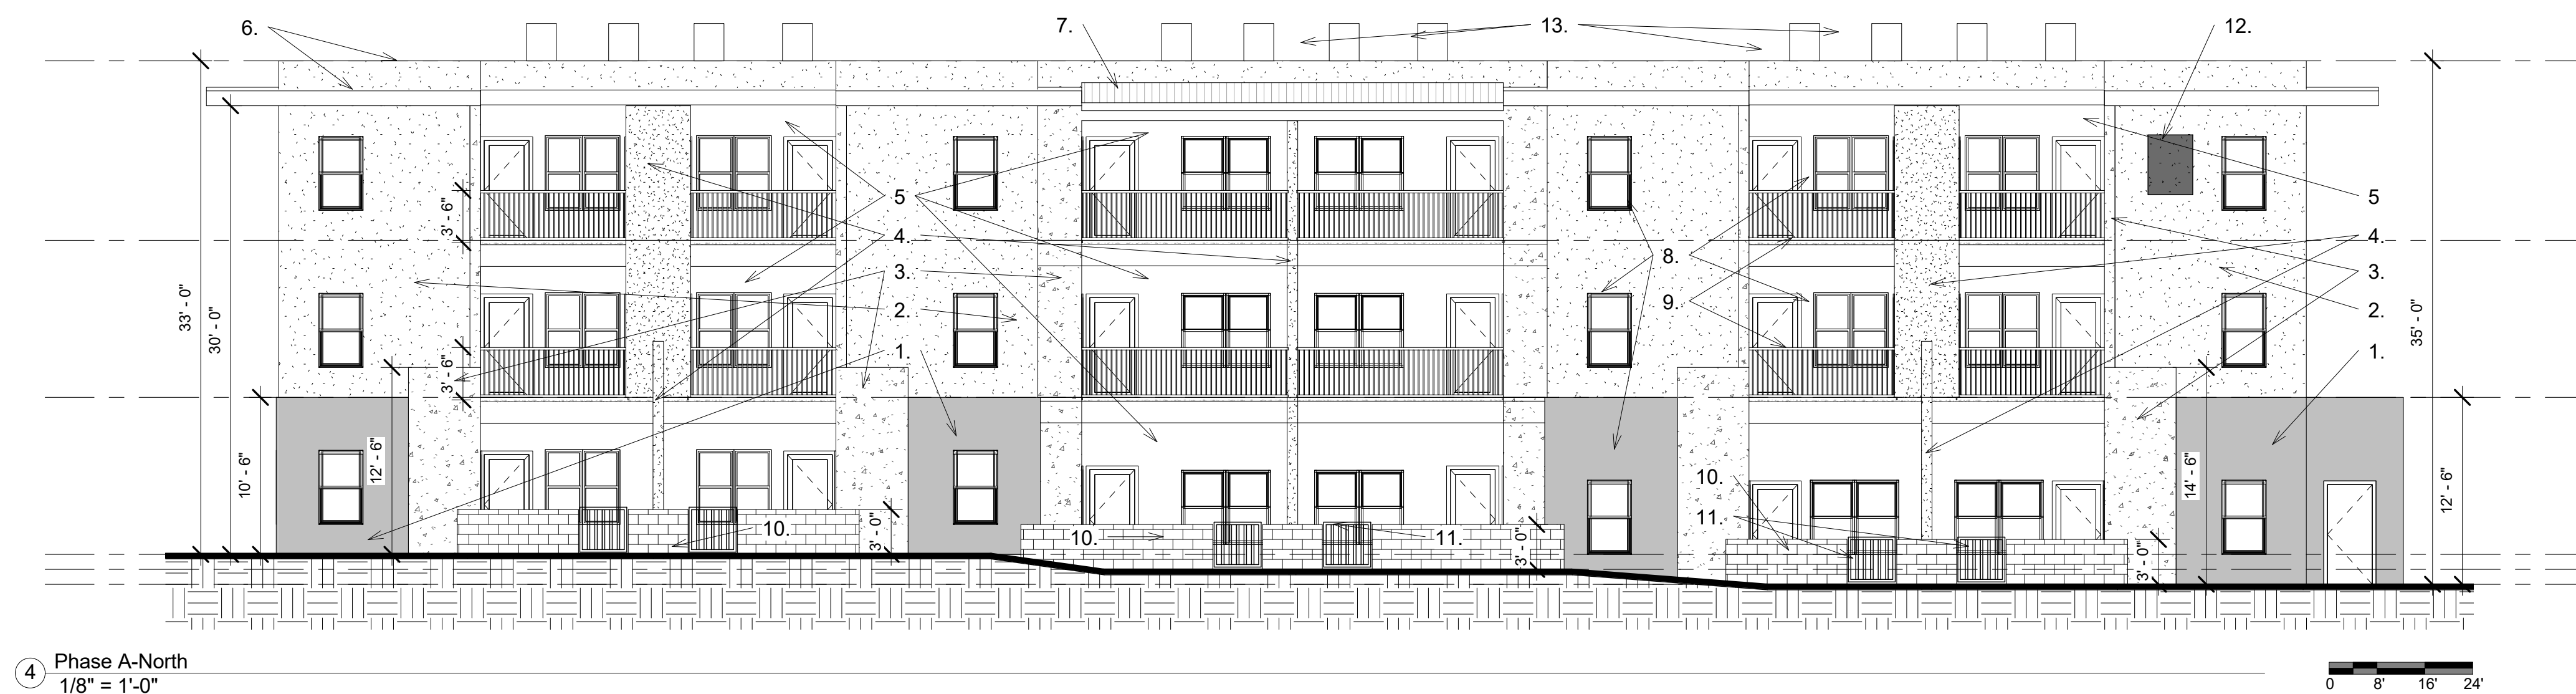 6.
7.
13.
12.
33' - 0"
30' - 0"
3' - 6"
5
4.
3.
2.
1.
8.
9.
5
4.
3.
2.
1.
35' - 0"
3' - 6"
10' - 6"
12' - 6"
10.
3' - 0"
10.
11.
3' - 0"
10.
11.
3' - 0"
14' - 6"
12' - 6"
4
Phase A-North
1/8" = 1'-0"
0 8' 16' 24'